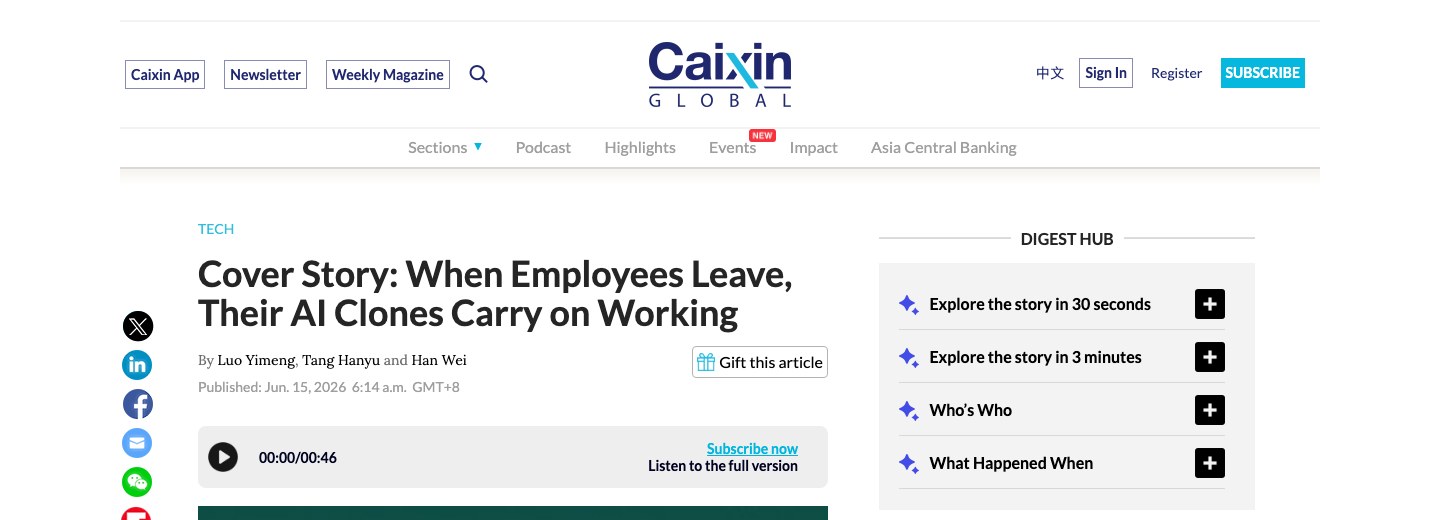 Caixin App
Newsletter
Weekly Magazine
Caixin
GLOBAL
中文
Sign In
Register
SUBSCRIBE
Sections
Podcast
Highlights
Events
NEW
Impact
Asia Central Banking
TECH
Cover Story: When Employees Leave,
Their AI Clones Carry on Working
By Luo Yimeng, Tang Hanyu and Han Wei
Gift this article
Published: Jun. 15, 2026 6:14 a.m. GMT+8
00:00/00:46
Subscribe now
Listen to the full version
DIGEST HUB
Explore the story in 30 seconds
Explore the story in 3 minutes
Who's Who
What Happened When